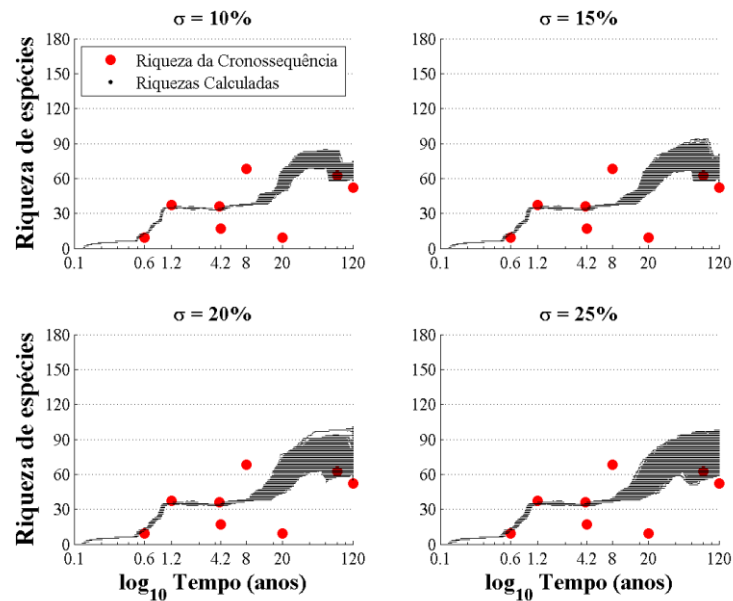 σ = 10%
Riqueza de espécies
180
150
120
90
60
30
0
Riqueza da Cronossequência
Riquezas Calculadas
0.1 0.6 1.2 4.2 8 20 120
σ = 15%
180
150
120
90
60
30
0
0.1 0.6 1.2 4.2 8 20 120
σ = 20%
Riqueza de espécies
180
150
120
90
60
30
0
0.1 0.6 1.2 4.2 8 20 120
log10 Tempo (anos)
σ = 25%
180
150
120
90
60
30
0
0.1 0.6 1.2 4.2 8 20 120
log10 Tempo (anos)